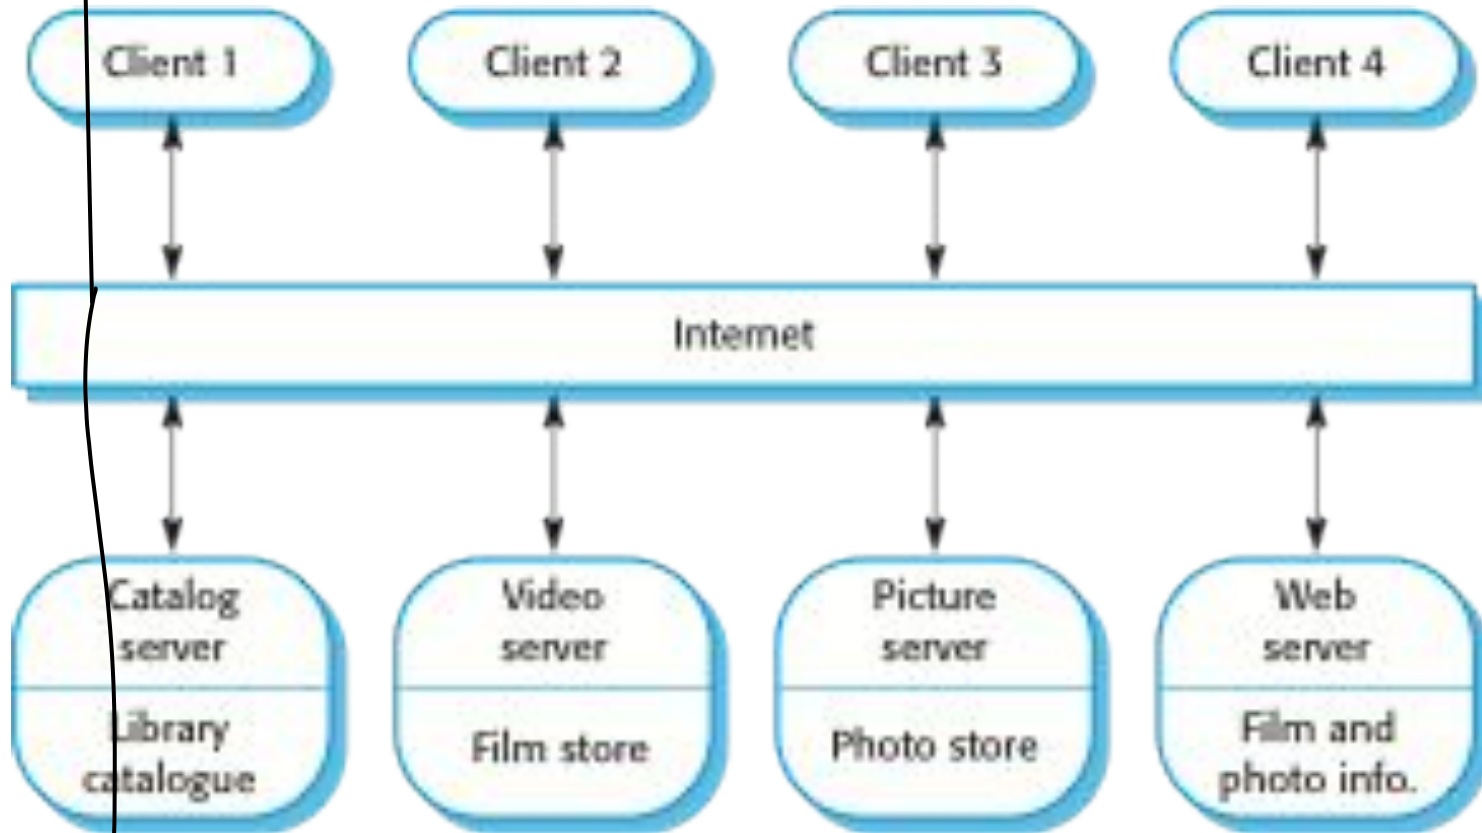 Client 1
Client 2
Client 3
Client 4
Internet
Catalog
server
Video
server
Picture
server
Web
server
Library
catalogue
Film store
Photo store
Film and
photo info.